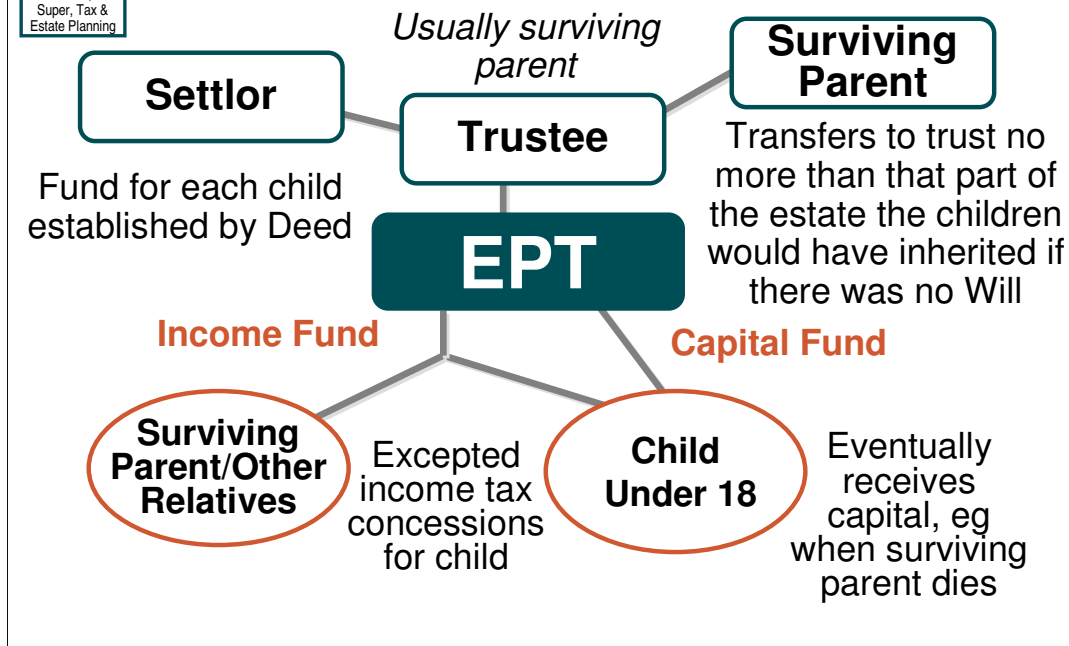 Super, Tax &
Estate Planning
Usually surviving
parent
Settlor
Trustee
Surviving
Parent
Fund for each child
established by Deed
Transfers to trust no
more than that part of
the estate the children
would have inherited if
there was no Will
EPT
Income Fund
Capital Fund
Surviving
Parent/Other
Relatives
Excepted
income tax
concessions
for child
Child
Under 18
Eventually
receives
capital, eg
when surviving
parent dies